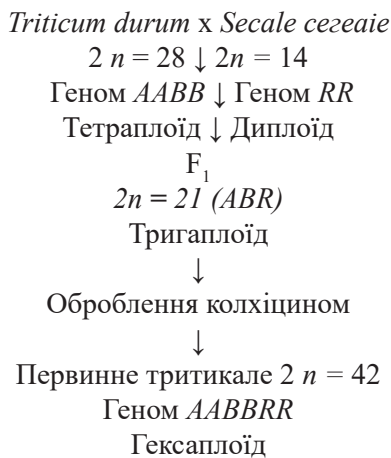 Triticum durum x Secale сегеаіе
2 n = 28 ↓ 2n = 14
Геном AABB ↓ Геном RR
Тетраплоїд ↓ Диплоїд
F₁
2n = 21 (ABR)
Тригаплоїд
↓
Оброблення колхіцином
↓
Первинне тритикале 2 n = 42
Геном AABBRR
Гексаплоїд